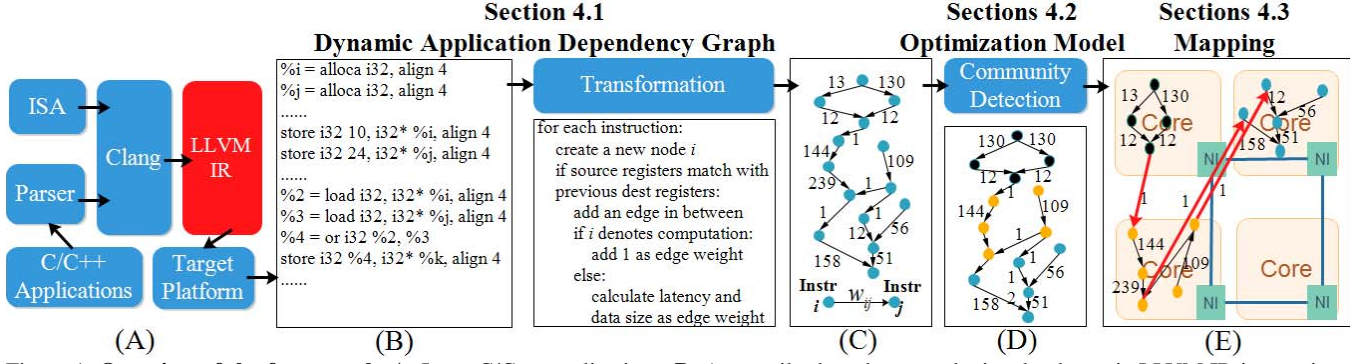 Section 4.1
Dynamic Application Dependency Graph
Sections 4.2
Optimization Model
Sections 4.3
Mapping
ISA
Parser
Clang
LLVM
IR
C/C++
Applications
Target
Platform
(A)
%i = alloca i32, align 4
%j = alloca i32, align 4
......
store i32 10, i32* %i, align 4
store i32 24, i32* %j, align 4
......
%2 = load i32, i32* %i, align 4
%3 = load i32, i32* %j, align 4
%4 = or i32 %2, %3
store i32 %4, i32* %k, align 4
......
(B)
Transformation
for each instruction:
create a new node i
if source registers match with
previous dest registers:
add an edge in between
if i denotes computation:
add 1 as edge weight
else:
calculate latency and
data size as edge weight
13 130
12 12
1
144
109
239 1
1 1
12 56
158 51
Instr Instr
i wij j
(C)
Community
Detection
130 130
12 12
1
144 109
1
1
1 56
158 2 51
(D)
13 130
12 12
Core
12 56
158 51
Core
NI NI
1 1 1
144
239 109
Core
Core
NI NI
(E)